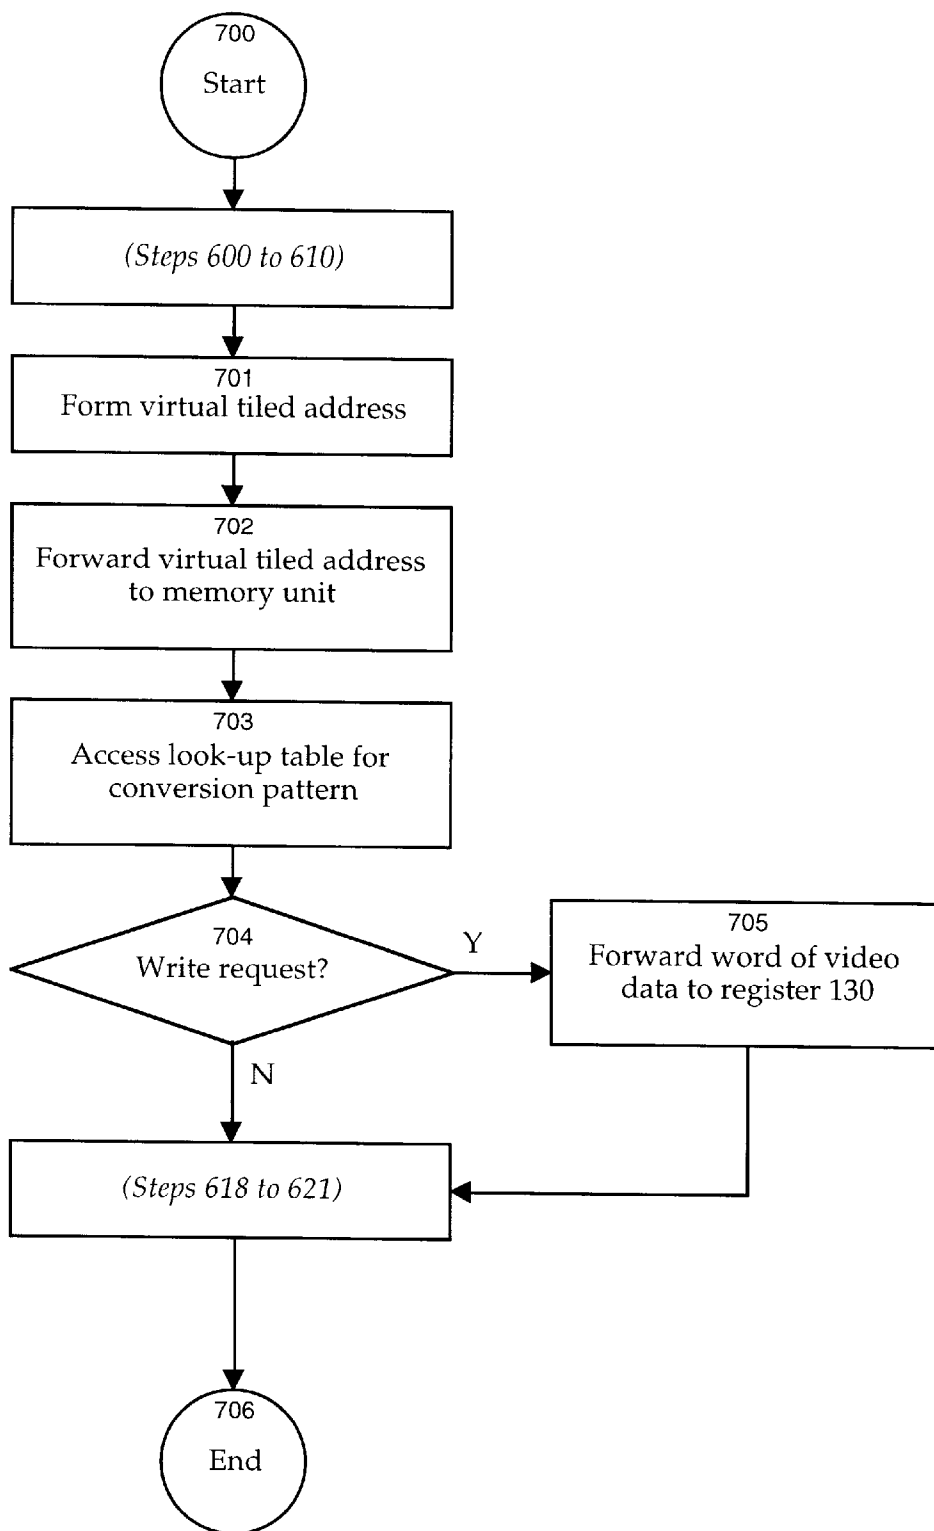 700
Start
(Steps 600 to 610)
701
Form virtual tiled address
702
Forward virtual tiled address
to memory unit
703
Access look-up table for
conversion pattern
704
Write request?
Y
705
Forward word of video
data to register 130
N
(Steps 618 to 621)
706
End